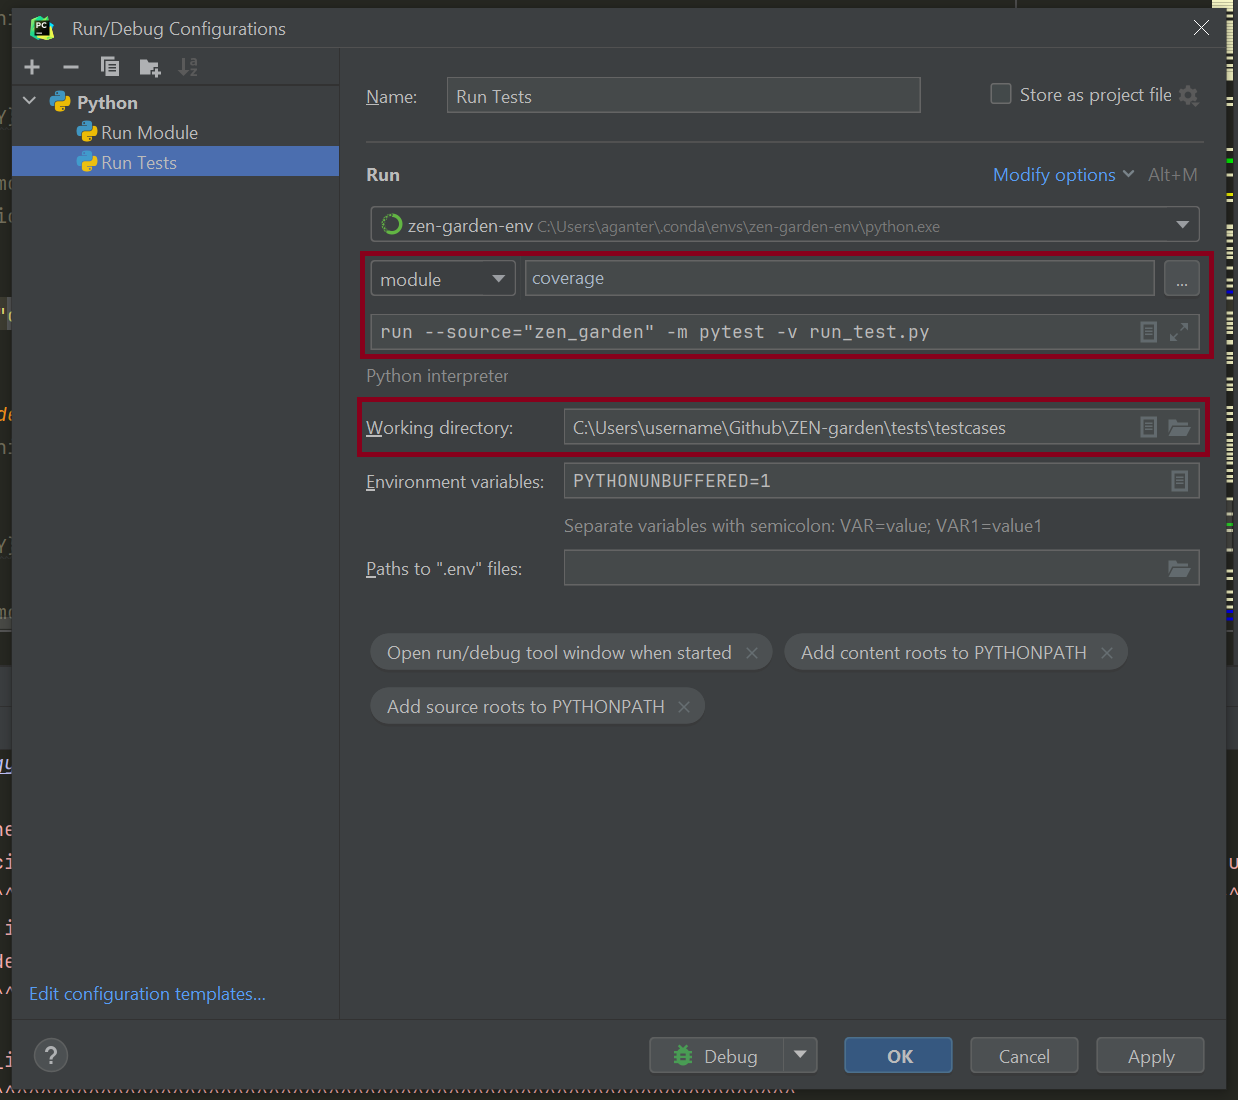 Run/Debug Configurations
Python
Run Module
Run Tests
Name: Run Tests
Store as project file
Run
Modify options Alt+M
zen-garden-env C:\Users\aganter\.conda\envs\zen-garden-env\python.exe
module coverage ...
run --source="zen_garden" -m pytest -v run_test.py
Python interpreter
Working directory: C:\Users\username\Github\ZEN-garden\tests\testcases
Environment variables: PYTHONUNBUFFERED=1
Separate variables with semicolon: VAR=value; VAR1=value1
Paths to ".env" files:
Open run/debug tool window when started
Add content roots to PYTHONPATH
Add source roots to PYTHONPATH
Edit configuration templates...
?
Debug
OK
Cancel
Apply